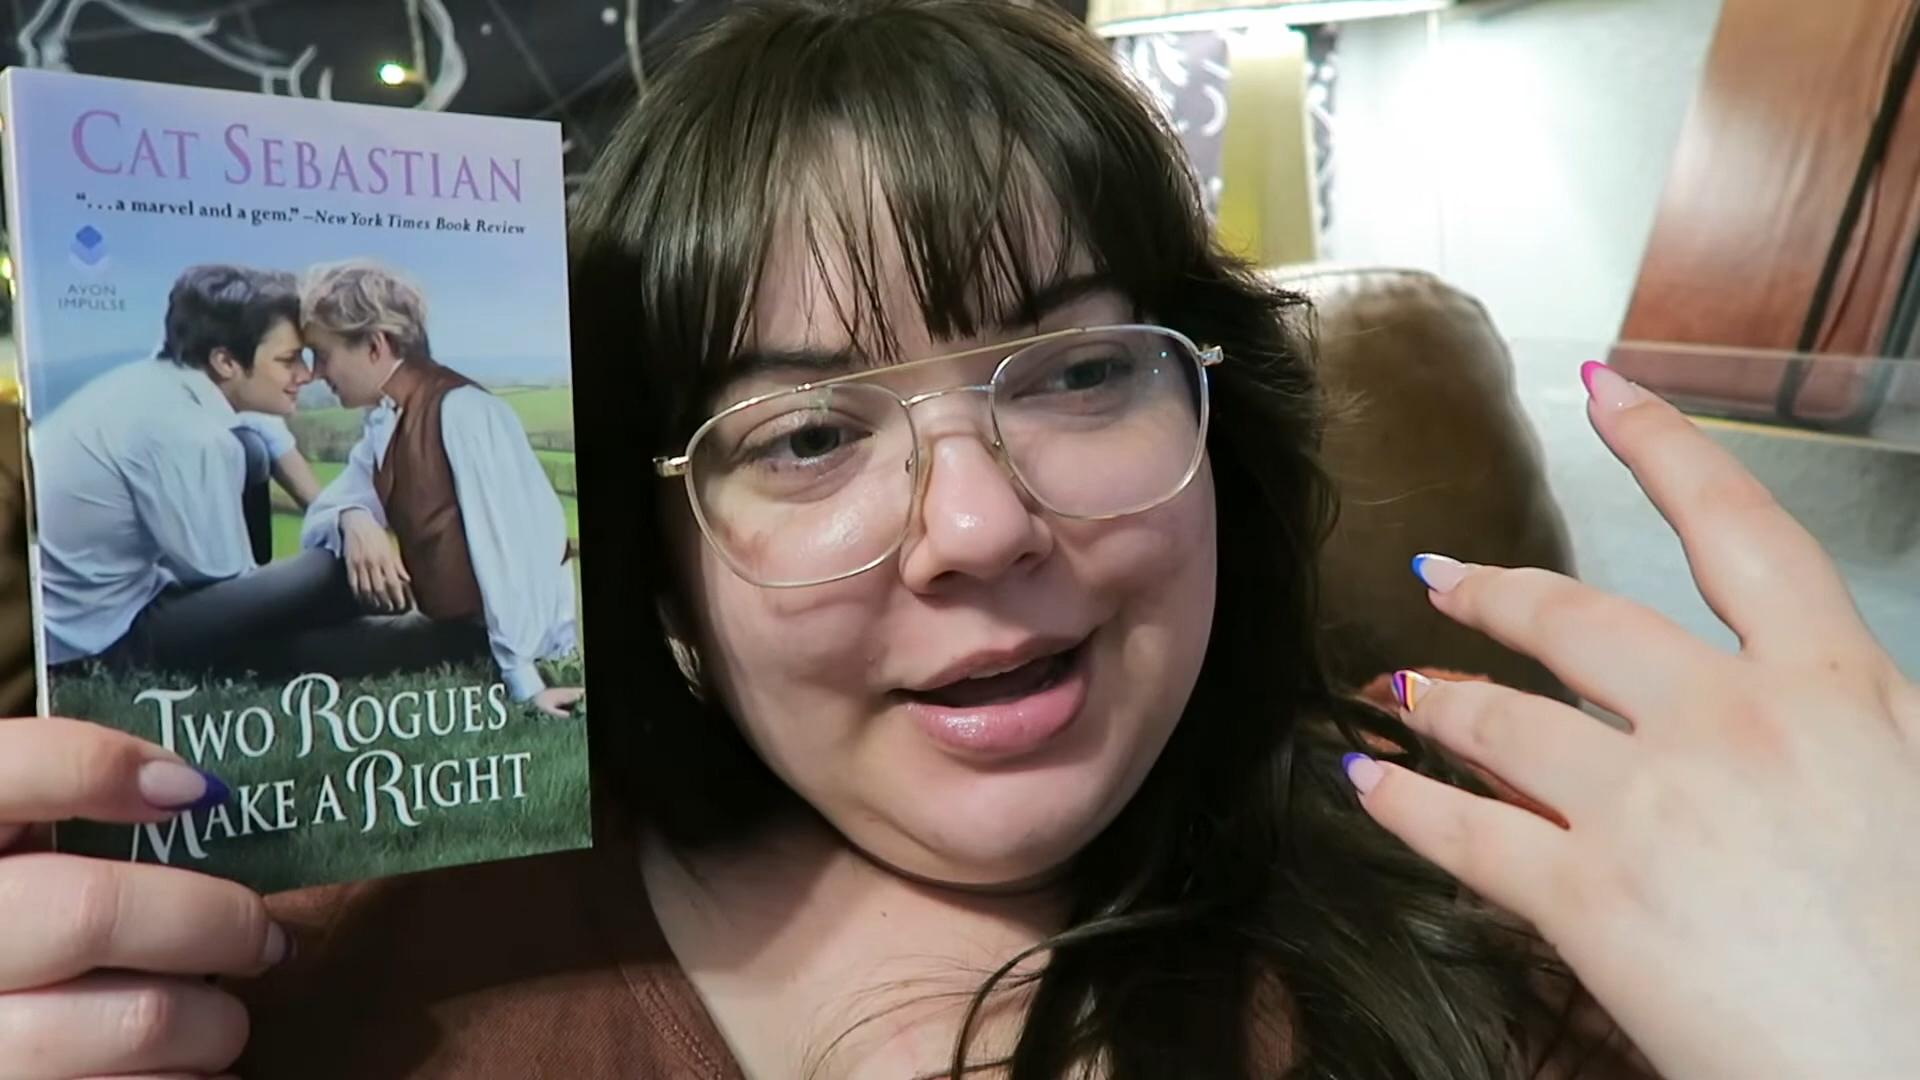 CAT SEBASTIAN
“...a marvel and a gem.” –New York Times Book Review
AVON
IMPULSE
TWO ROGUES
MAKE A RIGHT